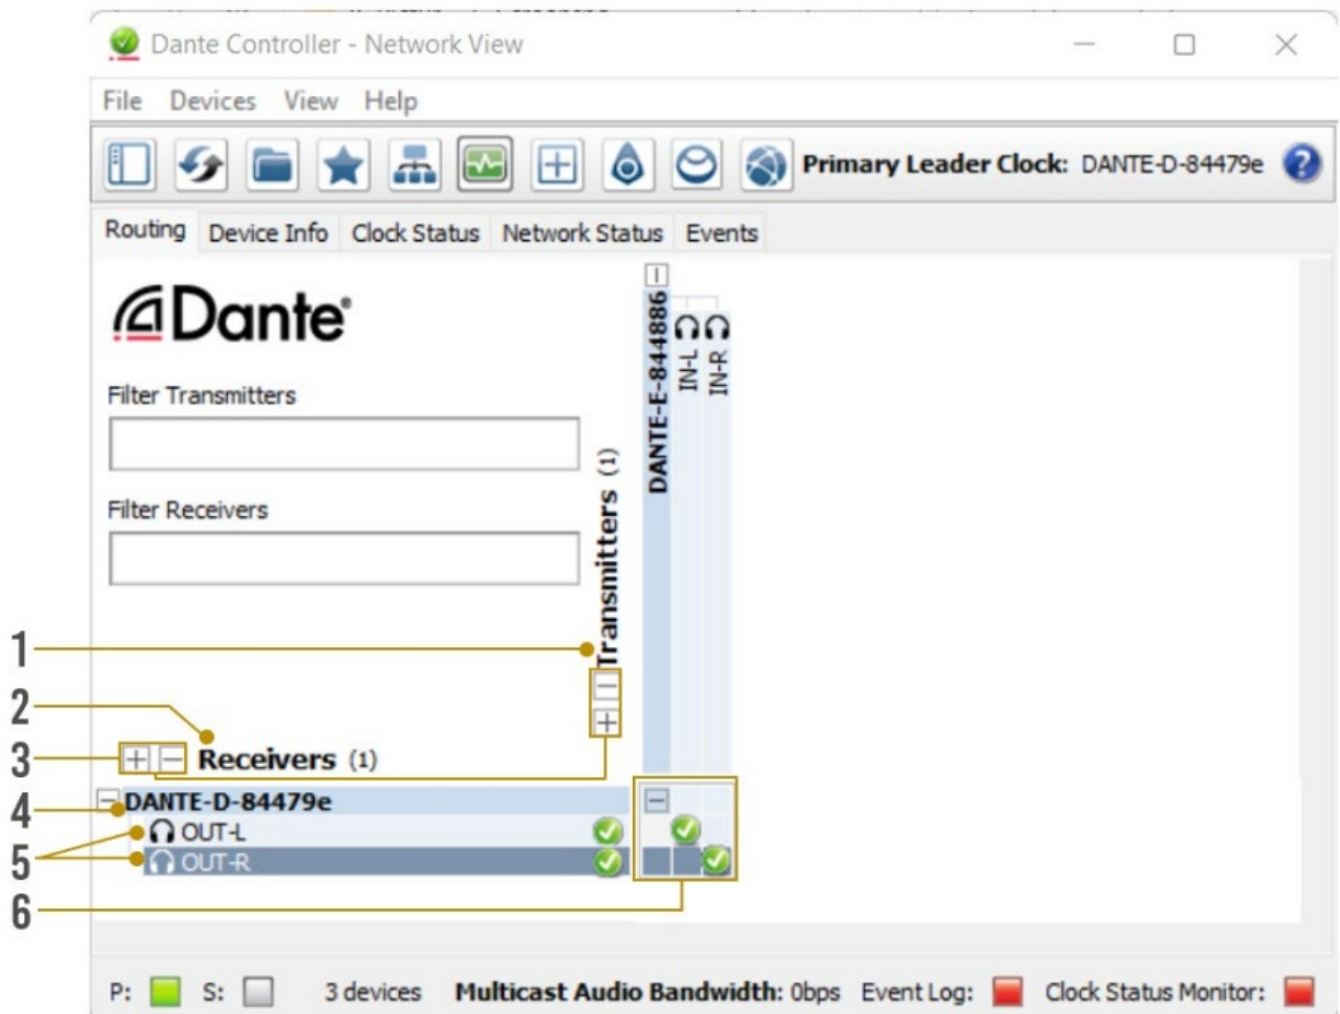 Dante Controller - Network View
File Devices View Help
Primary Leader Clock: DANTE-D-84479e
Routing Device Info Clock Status Network Status Events
Dante®
Filter Transmitters
Filter Receivers
Transmitters (1)
DANTE-E-844886
IN-L
IN-R
1
2
3
Receivers (1)
4
DANTE-D-84479e
OUT-L
5
OUT-R
6
P: S: 3 devices Multicast Audio Bandwidth: 0bps Event Log: Clock Status Monitor: